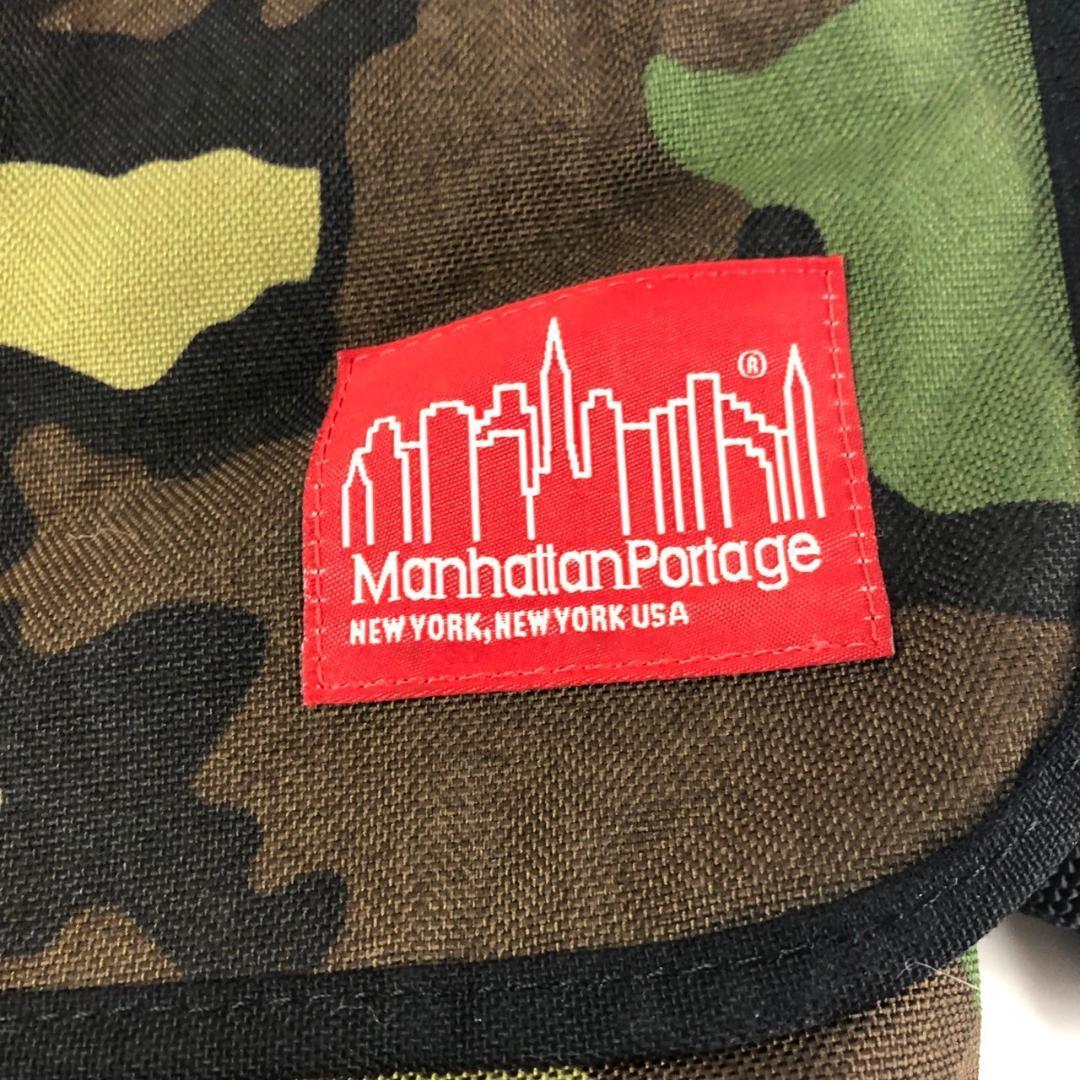 ®
ManhattanPortage
NEW YORK, NEW YORK USA